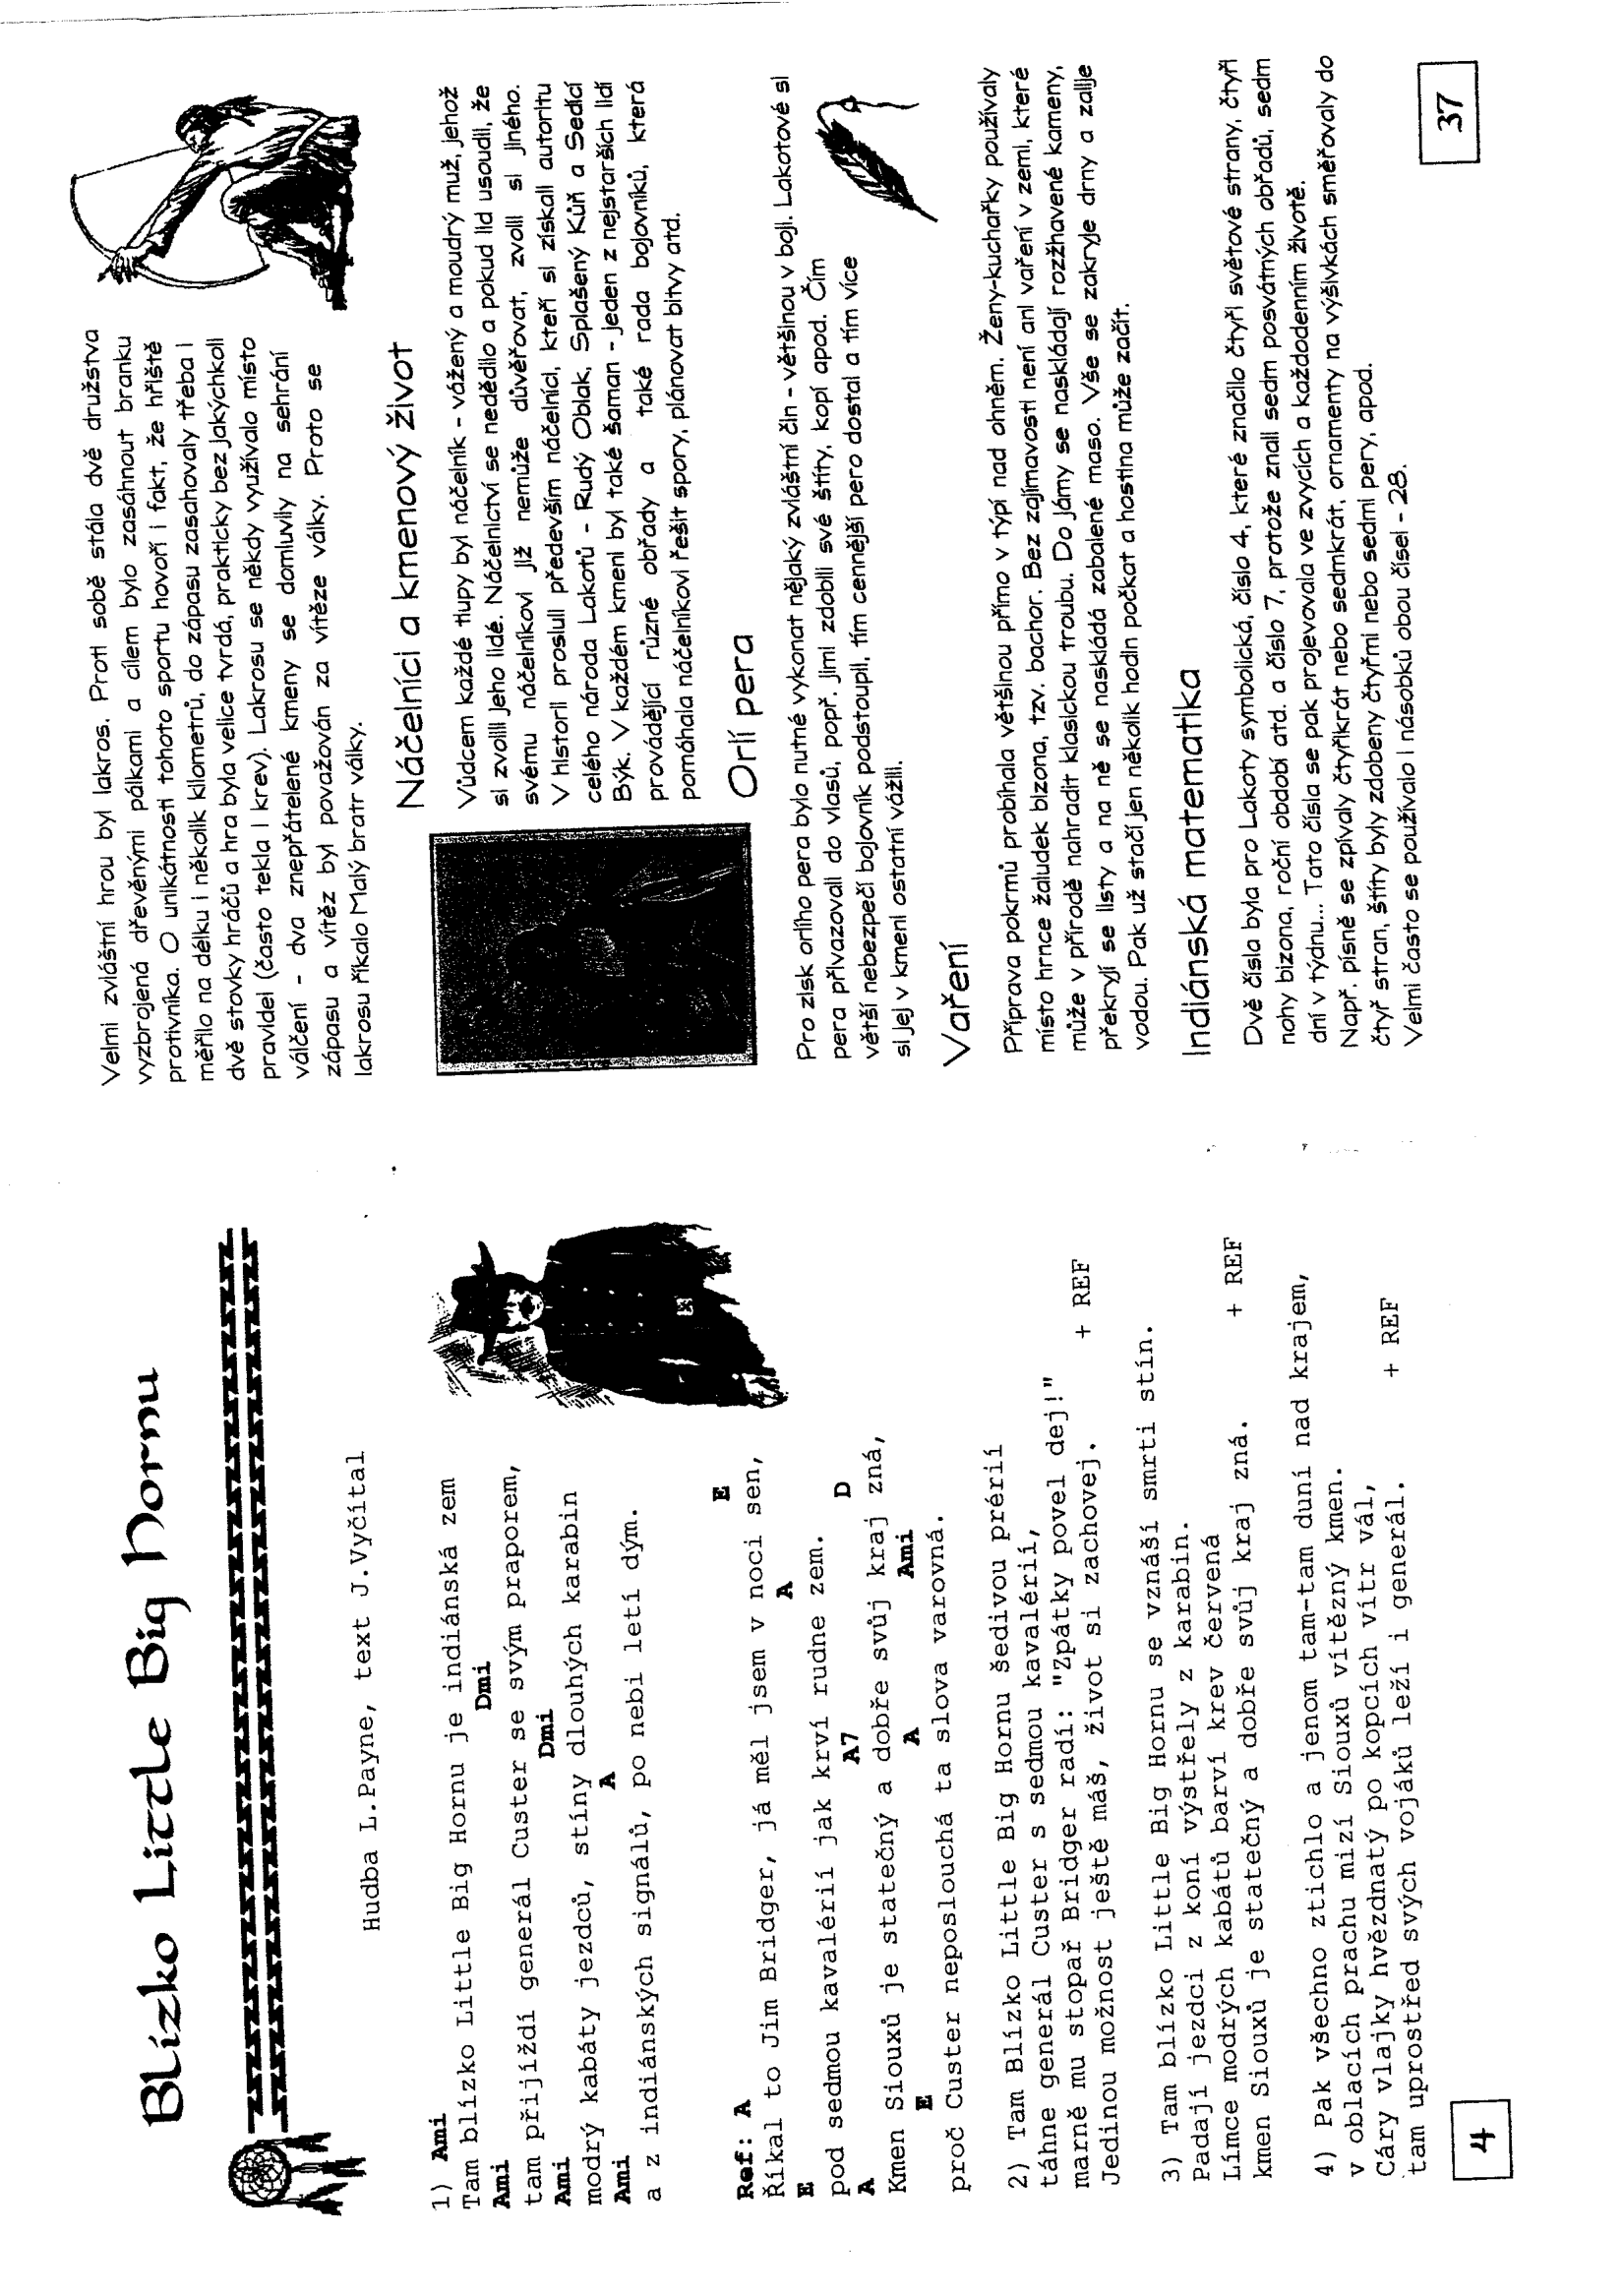 Blízko Little Big Hornu
Hudba L.Payne, text J.Vyčítal
1) Ami
Tam blízko Little Big Hornu je indiánská zem
Ami Dmi
tam přijíždí generál Custer se svým praporem,
Ami Dmi
modrý kabáty jezdců, stíny dlouhých karabin
Ami A
a z indiánských signálů, po nebi letí dým.
Ref: A E
Říkal to Jim Bridger, já měl jsem v noci sen,
E A
pod sedmou kavalérií jak krví rudne zem.
A A7 D
Kmen Siouxů je statečný a dobře svůj kraj zná,
E A Ami
proč Custer neposlouchá ta slova varovná.
2) Tam Blízko Little Big Hornu šedivou prérií
táhne generál Custer s sedmou kavalérií,
marně mu stopař Bridger radí: "Zpátky povel dej!"
Jedinou možnost ještě máš, život si zachovej. + REF
3) Tam blízko Little Big Hornu se vznáší smrti stín.
Padají jezdci z koní výstřely z karabin.
Límce modrých kabátů barví krev červená
kmen Siouxů je statečný a dobře svůj kraj zná. + REF
4) Pak všechno ztichlo a jenom tam-tam duní nad krajem,
v oblacích prachu mizí Siouxů vítězný kmen.
Cáry vlajky hvězdnatý po kopcích vítr vál,
tam uprostřed svých vojáků leží i generál. + REF
4
Velmi zvláštní hrou byl lakros. Proti sobě stála dvě družstva
vyzbrojená dřevěnými pálkami a cílem bylo zasáhnout branku
protivníka. O unikátnosti tohoto sportu hovoří i fakt, že hřiště
měřilo na délku i několik kilometrů, do zápasu zasahovaly třeba i
dvě stovky hráčů a hra byla velice tvrdá, prakticky bez jakýchkoli
pravidel (často tekla i krev). Lakrosu se někdy využívalo místo
válčení - dva znepřátelené kmeny se domluvily na sehrání
zápasu a vítěz byl považován za vítěze války. Proto se
lakrosu říkalo Malý bratr války.
Náčelníci a kmenový život
Vůdcem každé tlupy byl náčelník - vážený a moudrý muž, jehož
si zvolili jeho lidé. Náčelnictví se nedědilo a pokud lid usoudil, že
svému náčelníkovi již nemůže důvěřovat, zvolil si jiného.
V historii prosluli především náčelníci, kteří si získali autoritu
celého národa Lakotů - Rudý Oblak, Splašený Kůň a Sedící
Býk. V každém kmeni byl také šaman - jeden z nejstarších lidí
provádějící různé obřady a také rada bojovníků, která
pomáhala náčelníkovi řešit spory, plánovat bitvy atd.
Orlí pera
Pro zisk orlího pera bylo nutné vykonat nějaký zvláštní čin - většinou v boji. Lakotové si
pera přivazovali do vlasů, popř. jimi zdobili své štíty, kopí apod. Čím
větší nebezpečí bojovník podstoupil, tím cennější pero dostal a tím více
si jej v kmeni ostatní vážili.
Vaření
Příprava pokrmů probíhala většinou přímo v týpí nad ohněm. Ženy-kuchařky používaly
místo hrnce žaludek bizona, tzv. bachor. Bez zajímavosti není ani vaření v zemi, které
může v přírodě nahradit klasickou troubu. Do jámy se naskládají rozžhavené kameny,
překryjí se listy a na ně se naskládá zabalené maso. Vše se zakryje drny a zalije
vodou. Pak už stačí jen několik hodin počkat a hostina může začít.
Indiánská matematika
Dvě čísla byla pro Lakoty symbolická, číslo 4, které značilo čtyři světové strany, čtyři
nohy bizona, roční období atd. a číslo 7, protože znali sedm posvátných obřadů, sedm
dní v týdnu... Tato čísla se pak projevovala ve zvycích a každodenním životě.
Např. písně se zpívaly čtyřikrát nebo sedmkrát, ornamenty na výšivkách směřovaly do
čtyř stran, štíty byly zdobeny čtyřmi nebo sedmi pery, apod.
Velmi často se používalo i násobků obou čísel - 28.
37